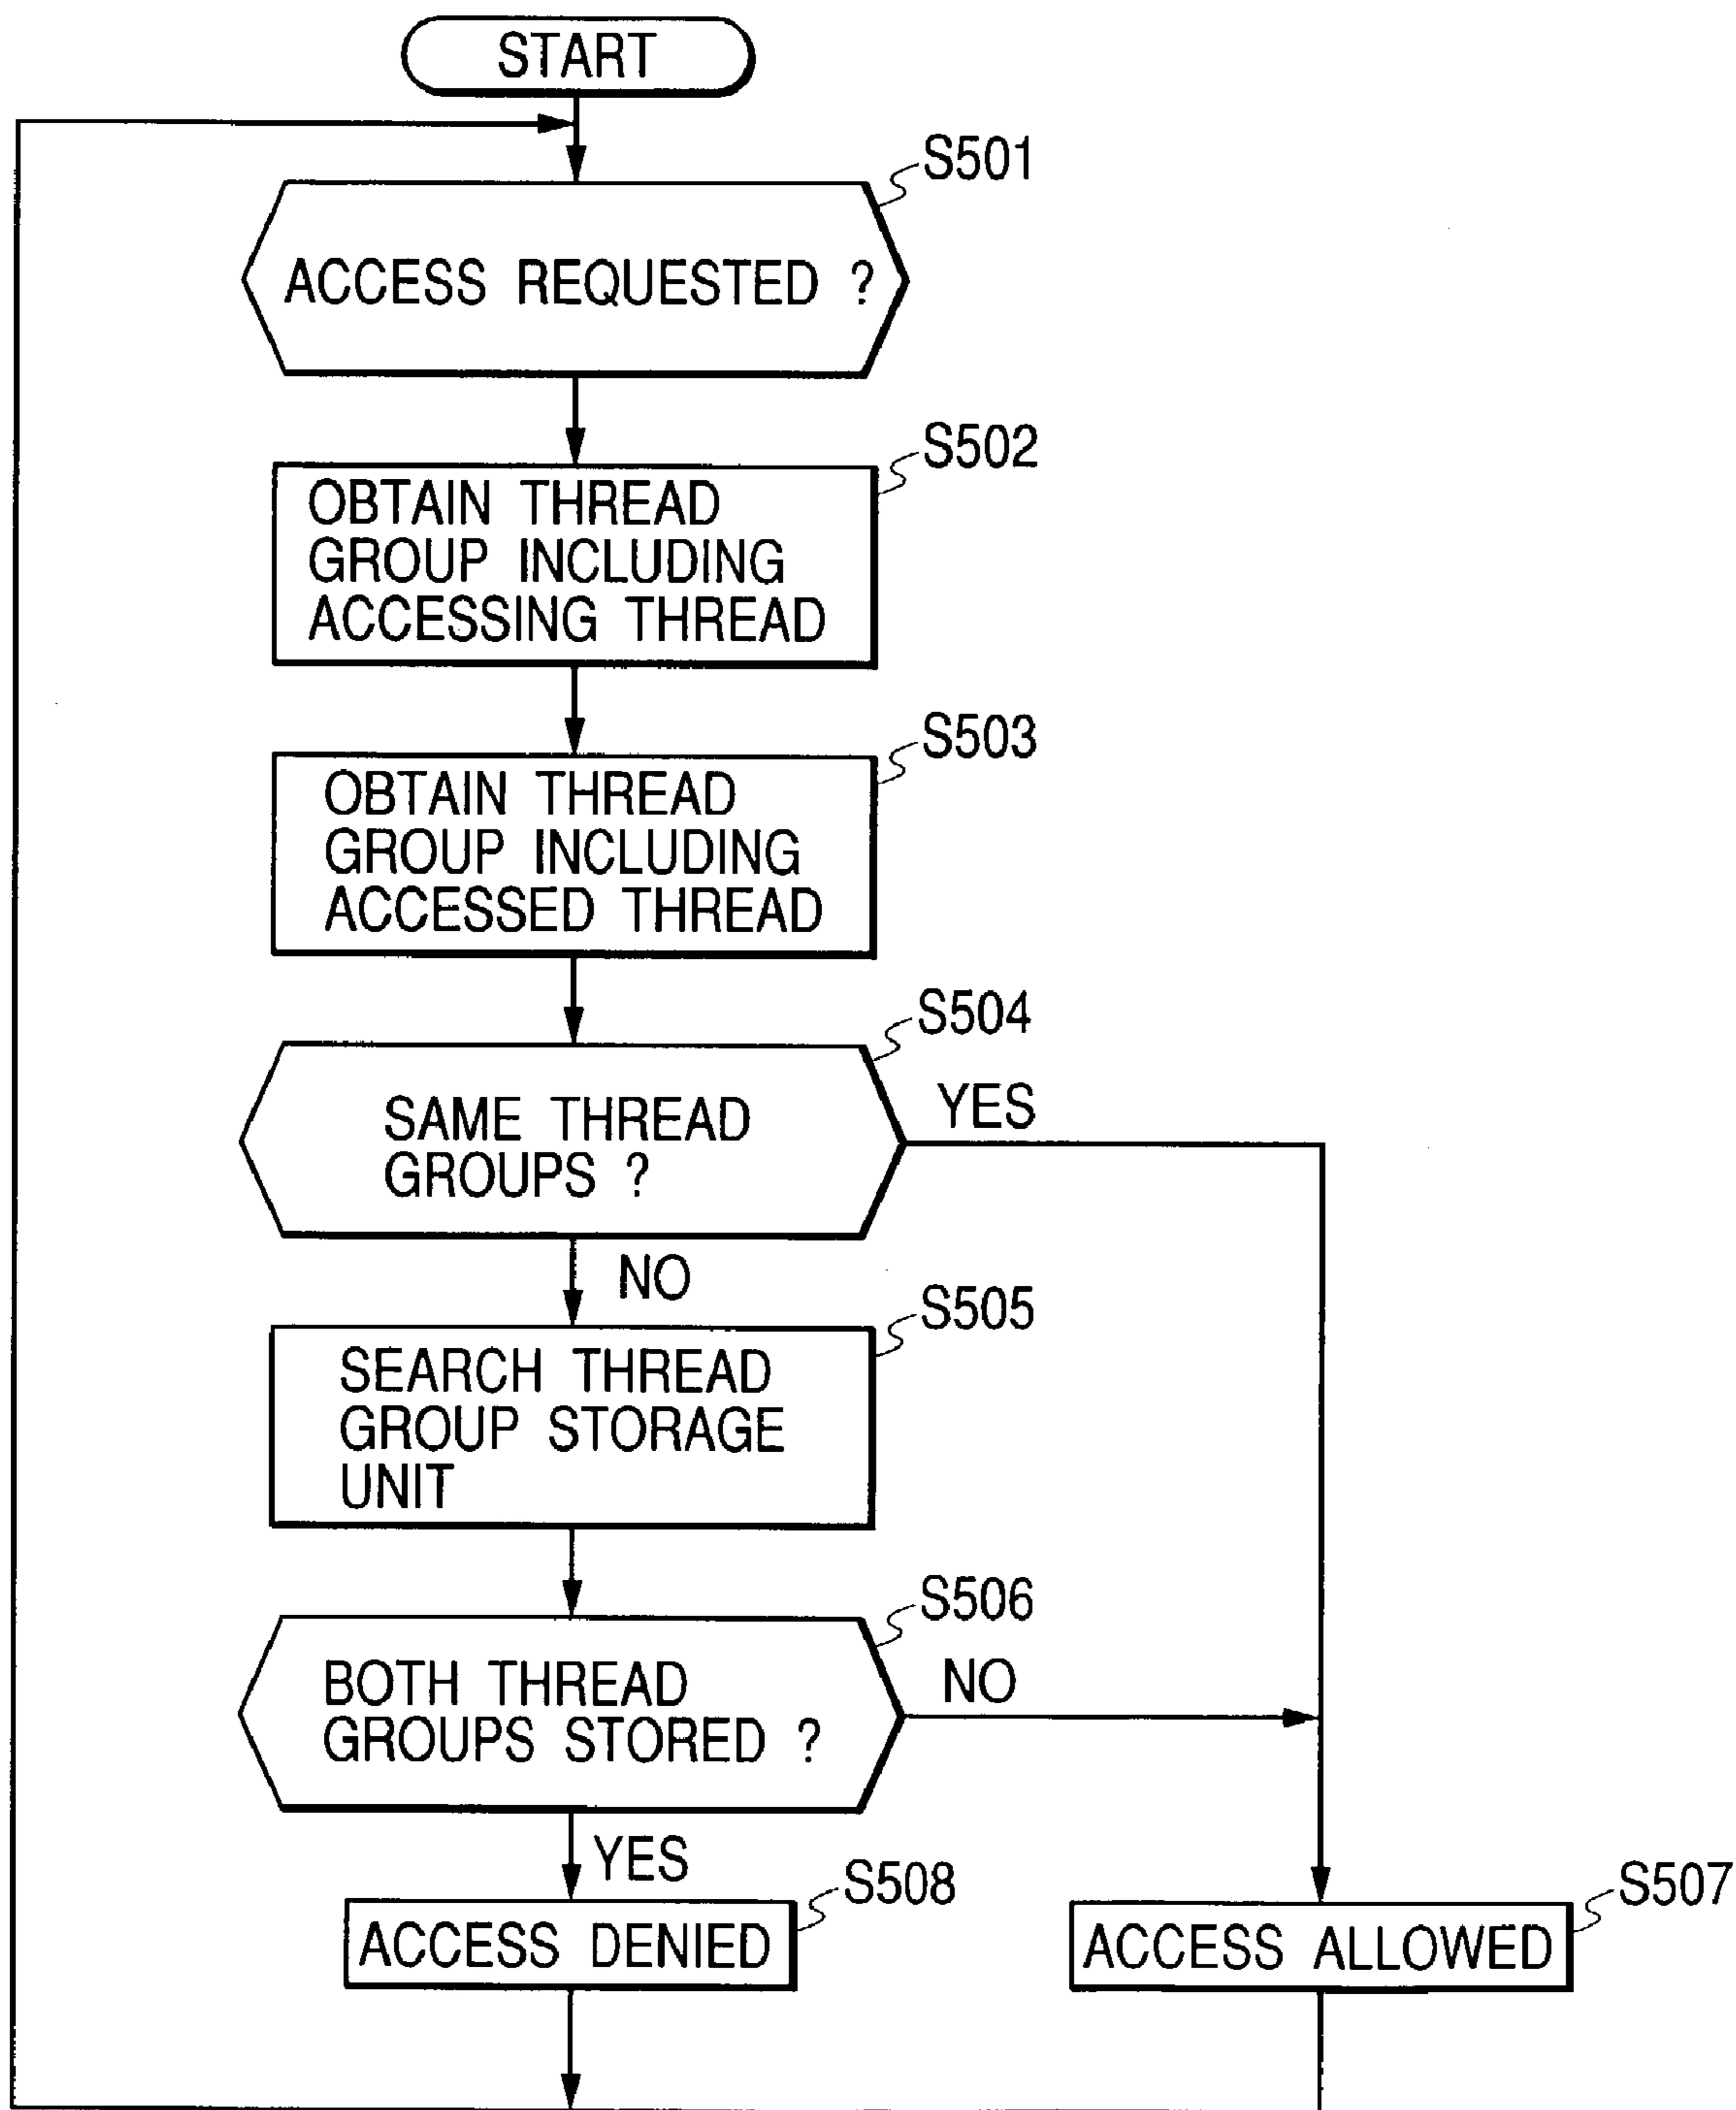 START
S501
ACCESS REQUESTED ?
S502
OBTAIN THREAD
GROUP INCLUDING
ACCESSING THREAD
S503
OBTAIN THREAD
GROUP INCLUDING
ACCESSED THREAD
S504
SAME THREAD
GROUPS ?
YES
NO
S505
SEARCH THREAD
GROUP STORAGE
UNIT
S506
BOTH THREAD
GROUPS STORED ?
NO
YES
S508
ACCESS DENIED
S507
ACCESS ALLOWED